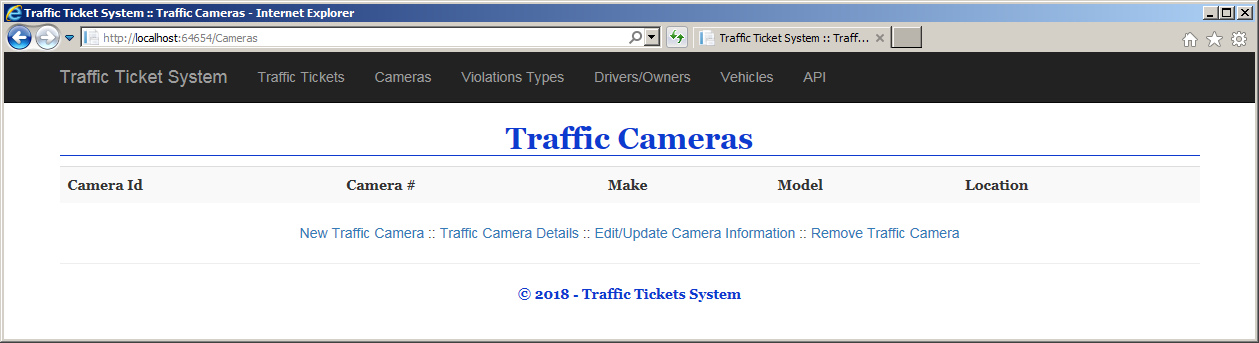 Traffic Ticket System :: Traffic Cameras - Internet Explorer
http://localhost:64654/Cameras
Traffic Ticket System :: Traff...
Traffic Ticket System Traffic Tickets Cameras Violations Types Drivers/Owners Vehicles API
Traffic Cameras
Camera Id Camera # Make Model Location
New Traffic Camera :: Traffic Camera Details :: Edit/Update Camera Information :: Remove Traffic Camera
© 2018 - Traffic Tickets System